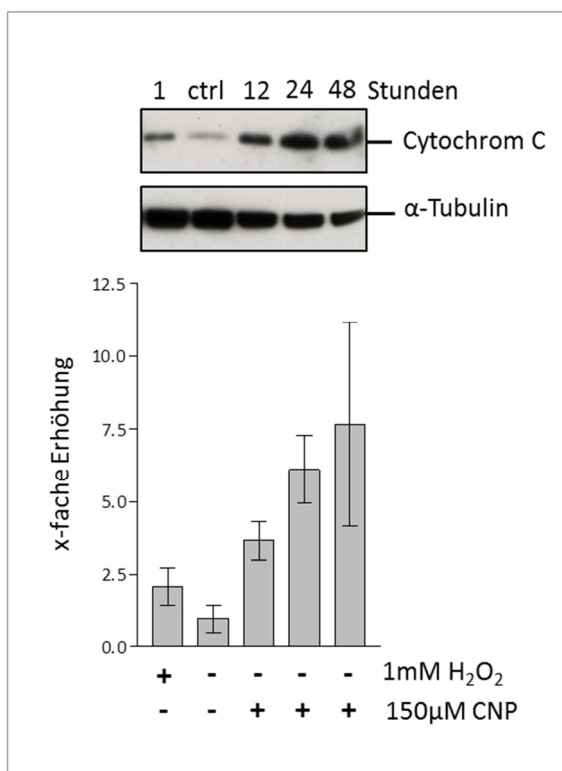 1 ctrl 12 24 48 Stunden
Cytochrom C
α-Tubulin
12.5
10.0
7.5
5.0
2.5
0.0
x-fache Erhöhung
+ - - - - 1mM H₂O₂
- - + + + 150µM CNP